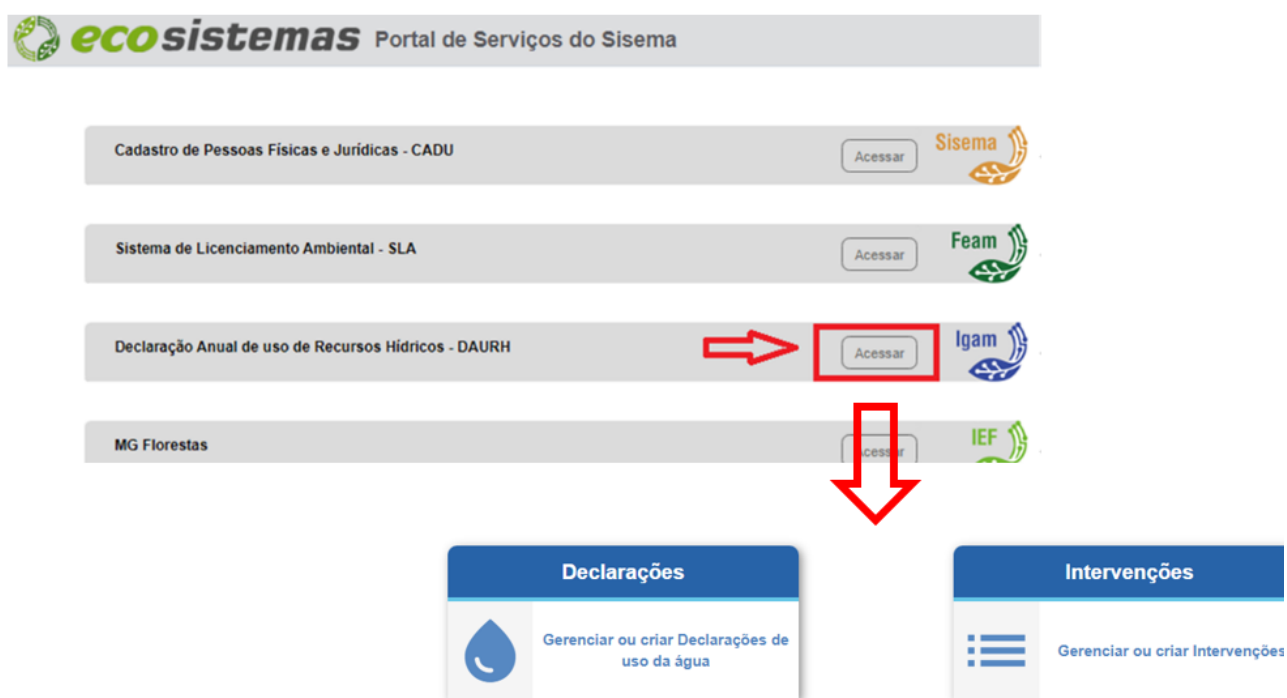 ecosistemas Portal de Serviços do Sisema
Cadastro de Pessoas Físicas e Jurídicas - CADU
Acessar
Sisema
Sistema de Licenciamento Ambiental - SLA
Acessar
Feam
Declaração Anual de uso de Recursos Hídricos - DAURH
Acessar
Igam
MG Florestas
Acessar
IEF
Declarações
Gerenciar ou criar Declarações de
uso da água
Intervenções
Gerenciar ou criar Intervenções